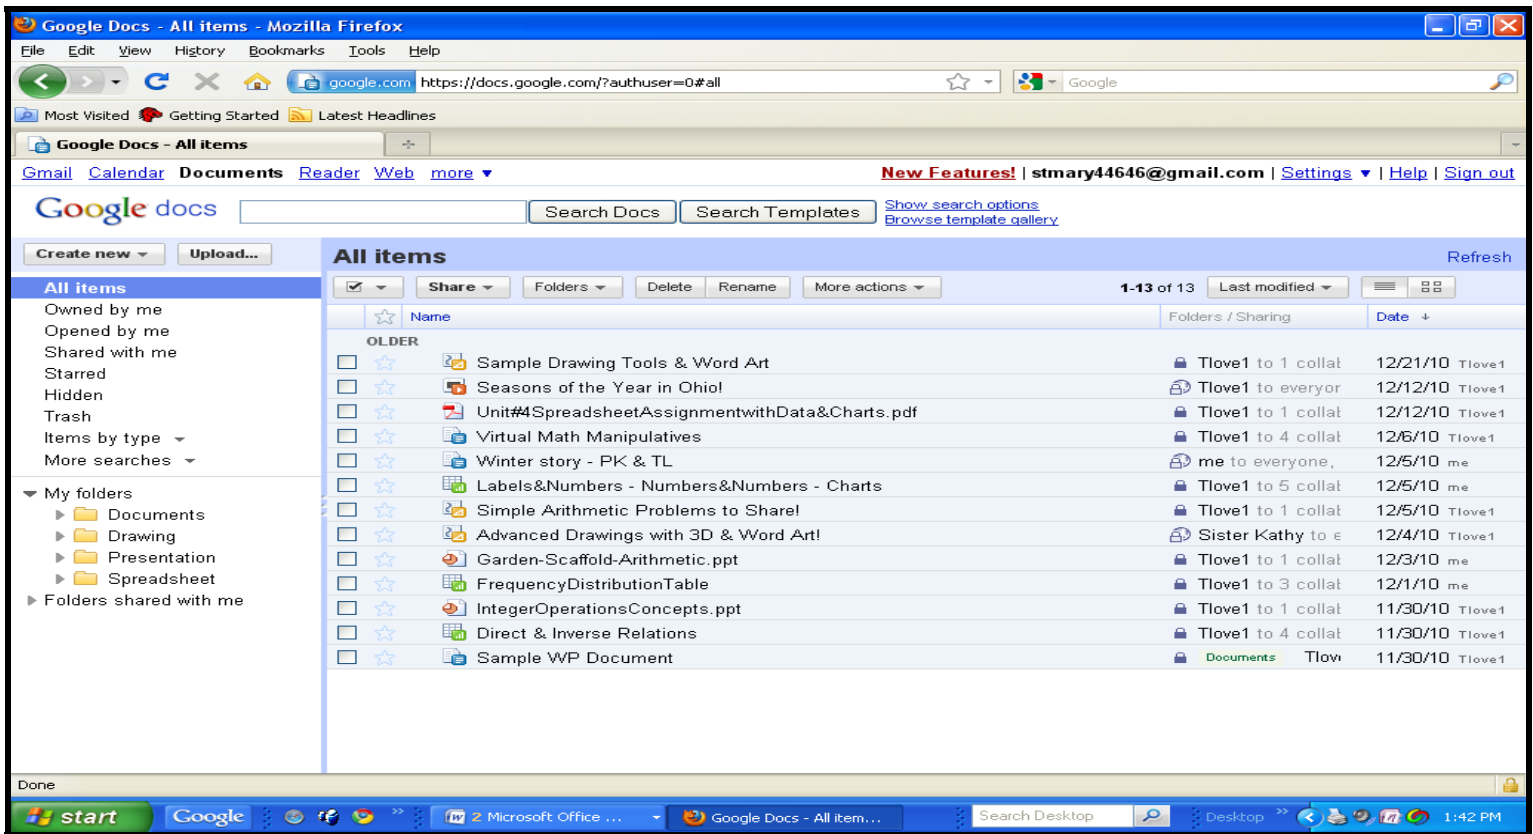 Google Docs - All items - Mozilla Firefox
File Edit View History Bookmarks Tools Help
google.com https://docs.google.com/?authuser=0#all Google
Most Visited Getting Started Latest Headlines
Google Docs - All items
Gmail Calendar Documents Reader Web more ▼ New Features! | stmary44646@gmail.com | Settings ▼ | Help | Sign out
Google docs Search Docs Search Templates Show search options
Browse template gallery
Create new Upload... All items Refresh
All items Share Folders Delete Rename More actions 1-13 of 13 Last modified
Owned by me
Opened by me
Shared with me
Starred
Hidden
Trash
Items by type
More searches
My folders
Documents
Drawing
Presentation
Spreadsheet
Folders shared with me
Name Folders / Sharing Date
OLDER
Sample Drawing Tools & Word Art Tlove1 to 1 collab 12/21/10 Tlove1
Seasons of the Year in Ohio! Tlove1 to everyor 12/12/10 Tlove1
Unit#4SpreadsheetAssignmentwithData&Charts.pdf Tlove1 to 1 collab 12/12/10 Tlove1
Virtual Math Manipulatives Tlove1 to 4 collab 12/6/10 Tlove1
Winter story - PK & TL me to everyone, 12/5/10 me
Labels&Numbers - Numbers&Numbers - Charts Tlove1 to 5 collab 12/5/10 me
Simple Arithmetic Problems to Share! Tlove1 to 1 collab 12/5/10 Tlove1
Advanced Drawings with 3D & Word Art! Sister Kathy to e 12/4/10 Tlove1
Garden-Scaffold-Arithmetic.ppt Tlove1 to 1 collab 12/3/10 me
FrequencyDistributionTable Tlove1 to 3 collab 12/1/10 me
IntegerOperationsConcepts.ppt Tlove1 to 1 collab 11/30/10 Tlove1
Direct & Inverse Relations Tlove1 to 4 collab 11/30/10 Tlove1
Sample WP Document Documents Tlov 11/30/10 Tlove1
Done
start Google 2 Microsoft Office ... Google Docs - All item... Search Desktop Desktop 1:42 PM